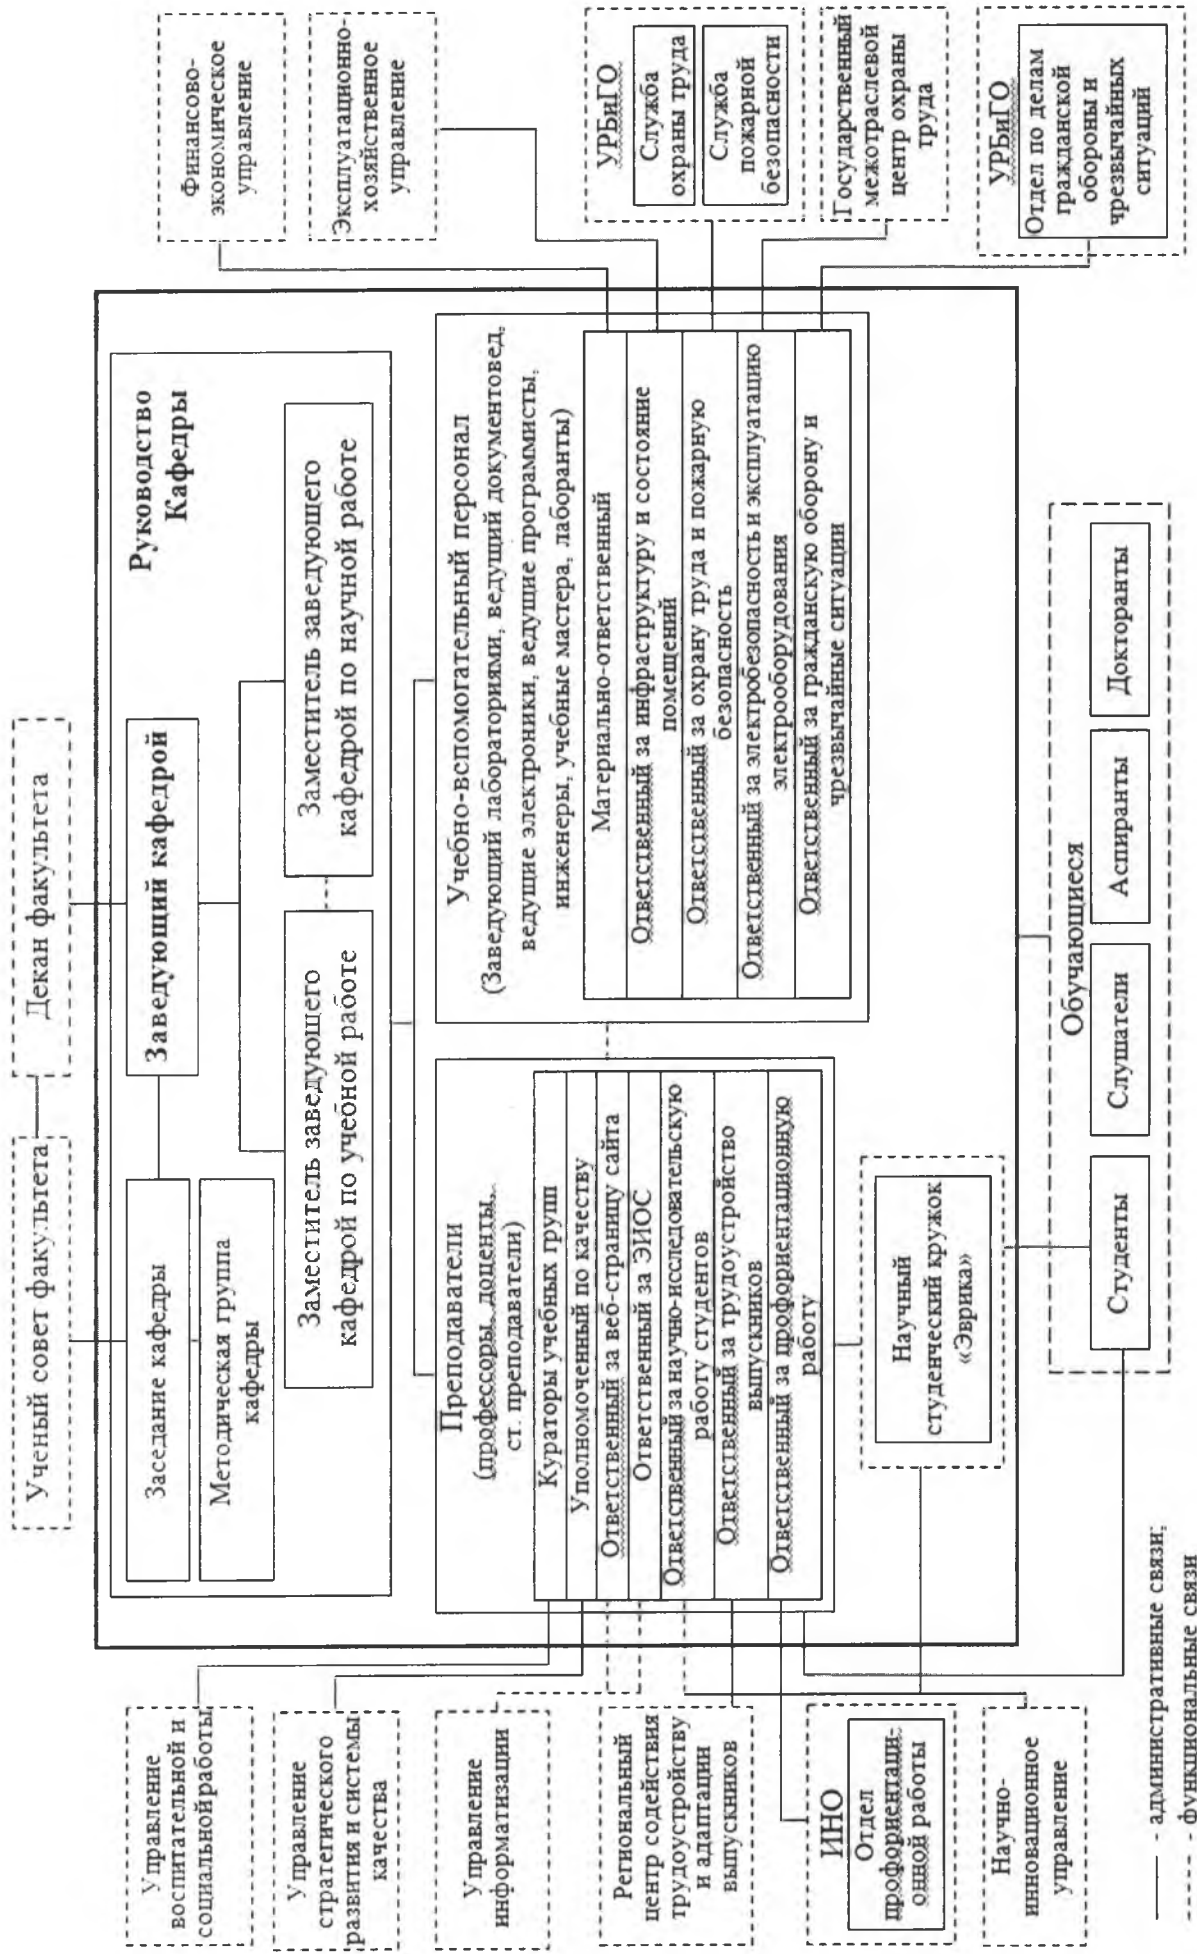 Ученый совет факультета
Декан факультета
Руководство
Кафедры
Заседание кафедры
Методическая группа
кафедры
Заведующий кафедрой
Заместитель заведующего
кафедрой по учебной работе
Заместитель заведующего
кафедрой по научной работе
Преподаватели
(профессоры, доценты,
ст. преподаватели)
Кураторы учебных групп
Уполномоченный по качеству
Ответственный за веб-страницу сайта
Ответственный за ЭИОС
Ответственный за научно-исследовательскую
работу студентов
Ответственный за трудоустройство
выпускников
Ответственный за профориентационную
работу
Учебно-вспомогательный персонал
(Заведующий лабораториями, ведущий документовед,
ведущие электроники, ведущие программисты,
инженеры, учебные мастера, лаборанты)
Материально-ответственный
Ответственный за инфраструктуру и состояние
помещений
Ответственный за охрану труда и пожарную
безопасность
Ответственный за электробезопасность и эксплуатацию
электрооборудования
Ответственный за гражданскую оборону и
чрезвычайные ситуации
Научный
студенческий кружок
«Эврика»
Обучающиеся
Студенты
Слушатели
Аспиранты
Докторанты
Управление
воспитательной и
социальнойработы
Управление
стратегического
развития и системы
качества
Управление
информатизации
Региональный
центр содействия
трудоустройству
и адаптации
выпускников
ИНО
Отдел
профориентаци-
онной работы
Научно-
инновационное
управление
Финансово-
экономическое
управление
Эксплуатационно-
хозяйственное
управление
УРБиГО
Служба
охраны труда
Служба
пожарной
безопасности
Государственный
межотраслевой
центр охраны
труда
УРБиГО
Отдел по делам
гражданской
обороны и
чрезвычайных
ситуаций
- административные связи;
- функциональные связи